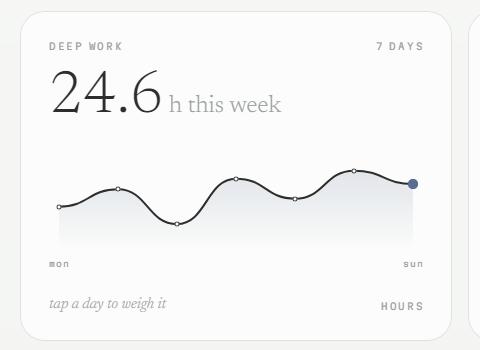 DEEP WORK 7 DAYS
24.6 h this week
mon sun
tap a day to weigh it HOURS